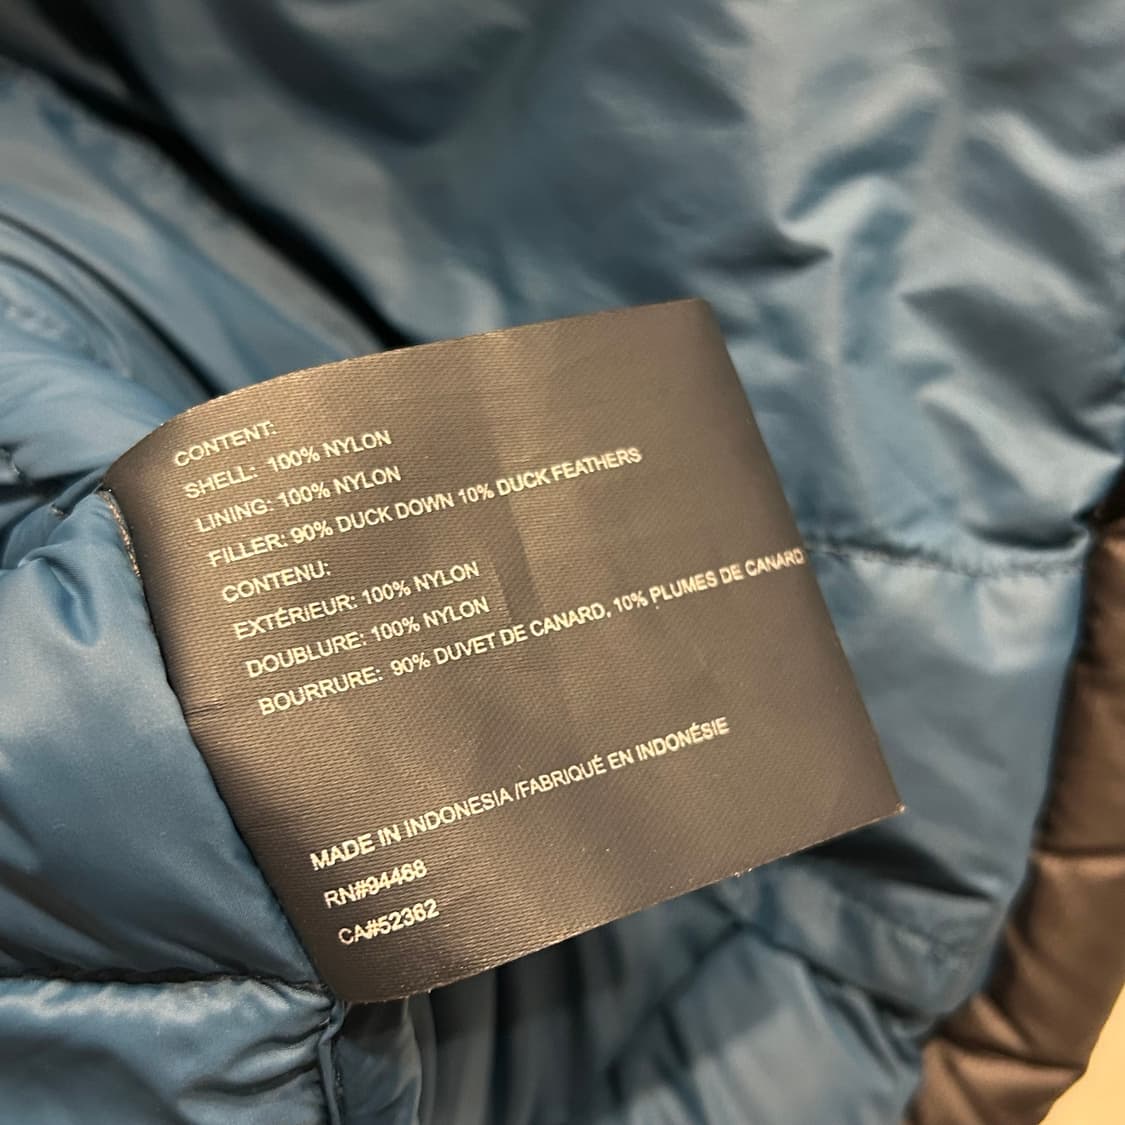 CONTENT:
SHELL: 100% NYLON
LINING: 100% NYLON
FILLER: 90% DUCK DOWN 10% DUCK FEATHERS
CONTENU:
EXTÉRIEUR: 100% NYLON
DOUBLURE: 100% NYLON
BOURRURE: 90% DUVET DE CANARD, 10% PLUMES DE CANARD
MADE IN INDONESIA /FABRIQUÉ EN INDONÉSIE
RN#94468
CA#52362